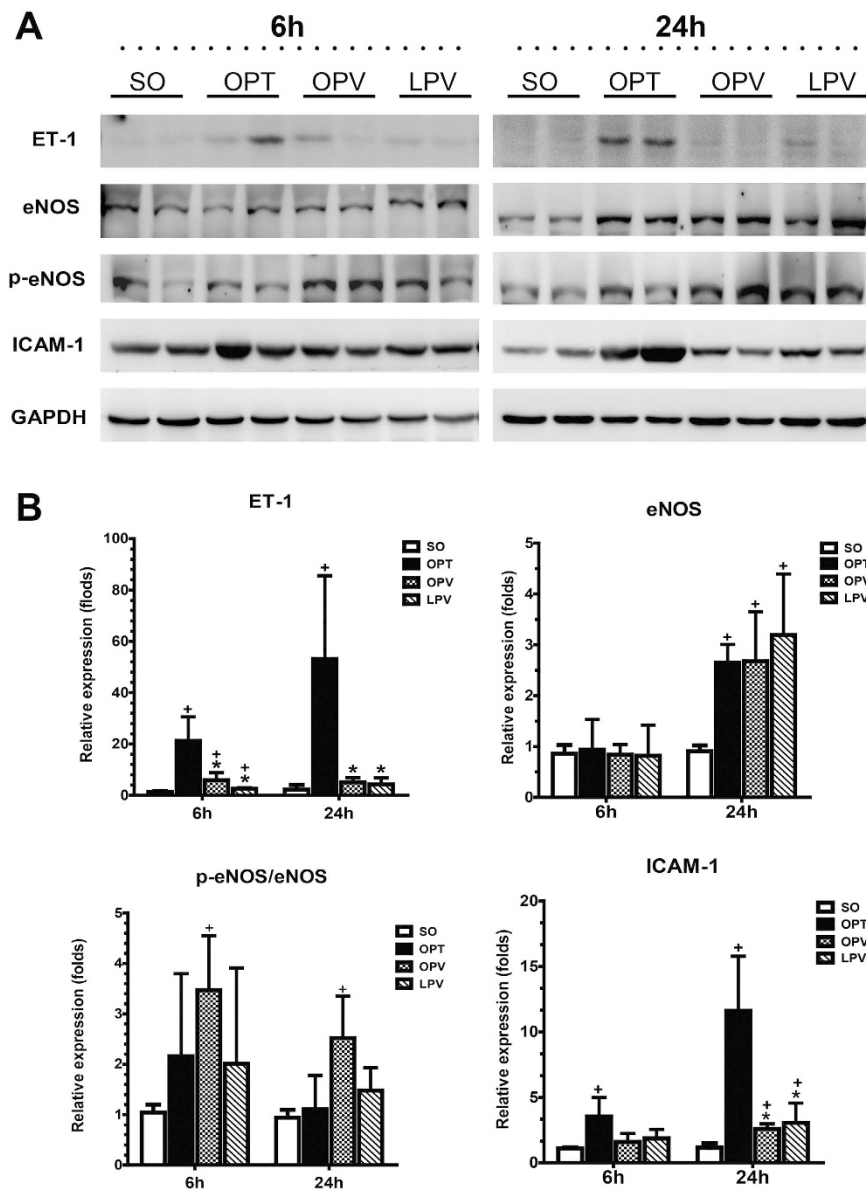 A
6h
24h
SO OPT OPV LPV SO OPT OPV LPV
ET-1
eNOS
p-eNOS
ICAM-1
GAPDH
B
ET-1
Relative expression (flods)
100
80
60
40
20
0
+
+
*
+
*
+
*
*
6h
24h
SO
OPT
OPV
LPV
eNOS
Relative expression (folds)
5
4
3
2
1
0
+
+
+
6h
24h
SO
OPT
OPV
LPV
p-eNOS/eNOS
Relative expression (folds)
5
4
3
2
1
0
+
+
6h
24h
SO
OPT
OPV
LPV
ICAM-1
Relative expression (folds)
20
15
10
5
0
+
+
+
*
+
*
6h
24h
SO
OPT
OPV
LPV